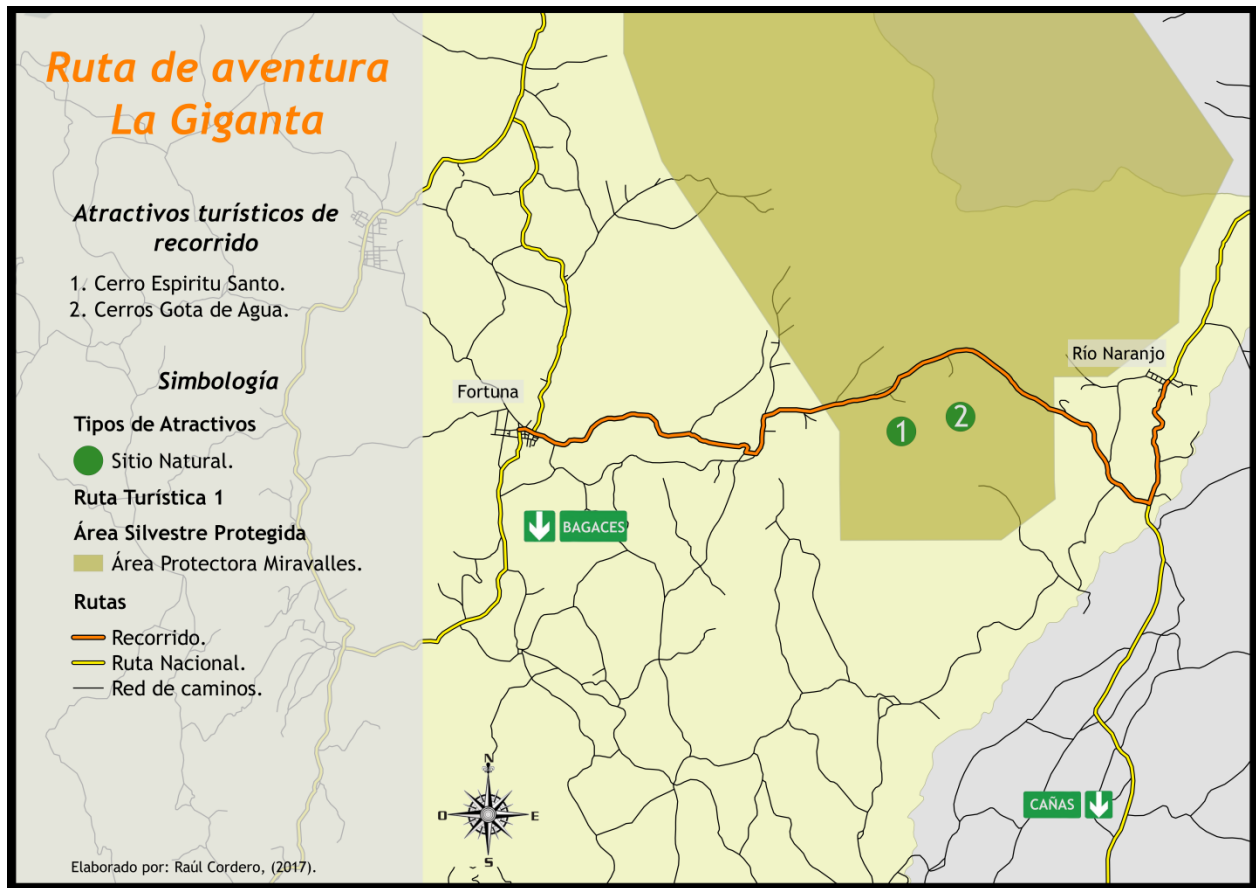 Ruta de aventura
La Giganta
Atractivos turísticos de
recorrido
1. Cerro Espiritu Santo.
2. Cerros Gota de Agua.
Simbología
Tipos de Atractivos
Sitio Natural.
Ruta Turística 1
Área Silvestre Protegida
Área Protectora Miravalles.
Rutas
Recorrido.
Ruta Nacional.
Red de caminos.
Elaborado por: Raúl Cordero, (2017).
Fortuna
Río Naranjo
1
2
BAGACES
CAÑAS
N
O
E
S